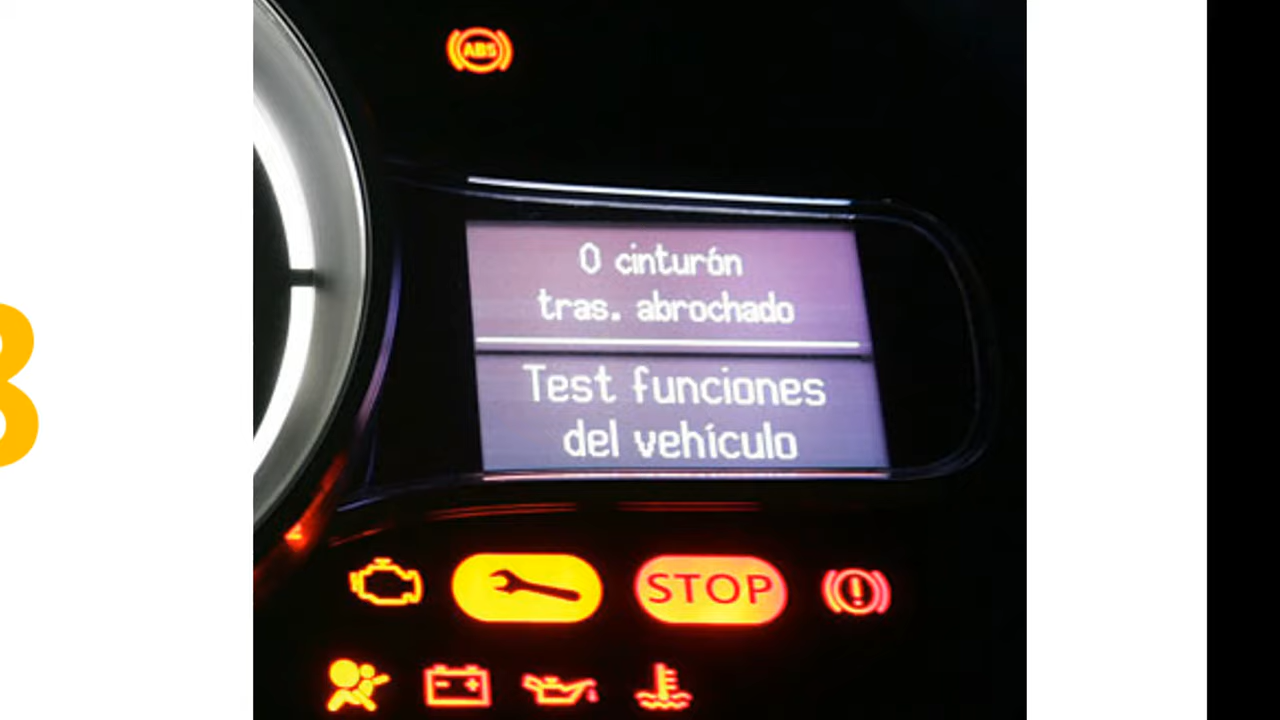 ABS
0 cinturón
tras. abrochado
Test funciones
del vehículo
STOP